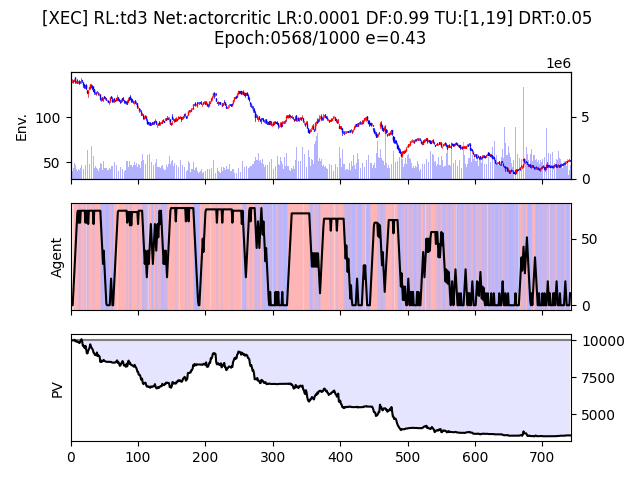 [XEC] RL:td3 Net:actorcritic LR:0.0001 DF:0.99 TU:[1,19] DRT:0.05
Epoch:0568/1000 e=0.43
1e6
Env.
100
50
5
0
Agent
50
0
PV
10000
7500
5000
0 100 200 300 400 500 600 700